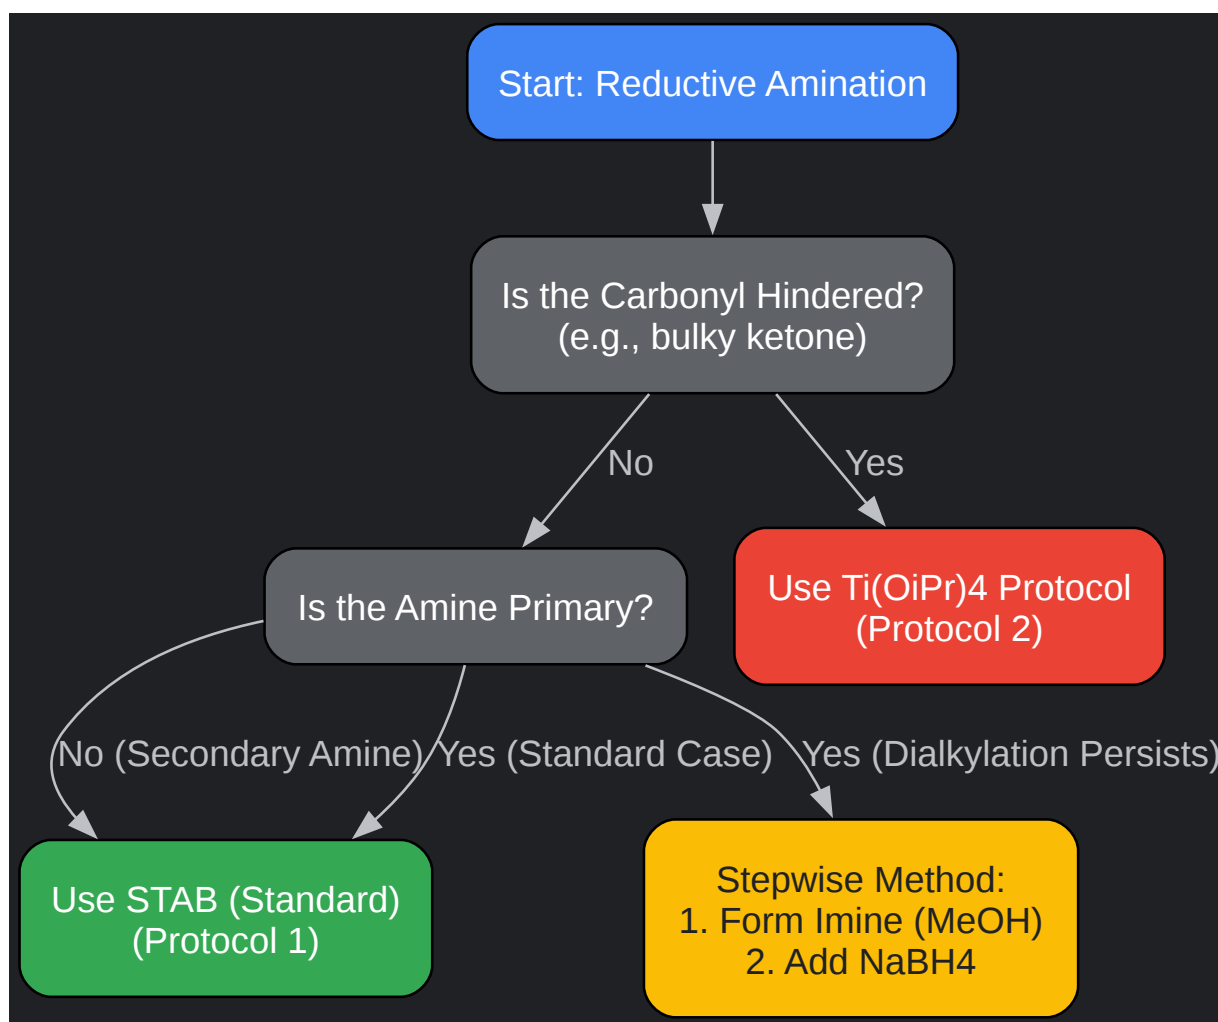 Start: Reductive Amination
Is the Carbonyl Hindered?
(e.g., bulky ketone)
No
Yes
Is the Amine Primary?
Use Ti(OiPr)4 Protocol
(Protocol 2)
No (Secondary Amine)
Yes (Standard Case)
Yes (Dialkylation Persists)
Use STAB (Standard)
(Protocol 1)
Stepwise Method:
1. Form Imine (MeOH)
2. Add NaBH4